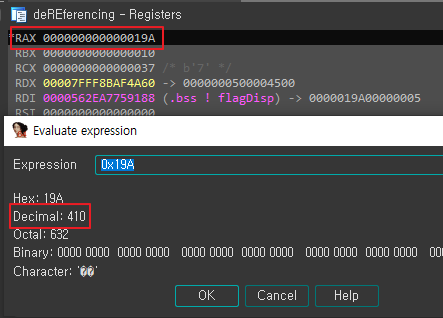 deREferencing - Registers
RAX 000000000000019A
RBX 0000000000000010
RCX 0000000000000037 /* b'7' */
RDX 00007FFF8BAF4A60 -> 0000000500004500
RDI 0000562EA7759188 (.bss ! flagDisp) -> 0000019A00000005
RSI 0000000000000000
Evaluate expression
Expression 0x19A
Hex: 19A
Decimal: 410
Octal: 632
Binary: 0000 0000 0000 0000 0000 0000 0000 0000 0000 0000 00
Character: '��'
OK Cancel Help